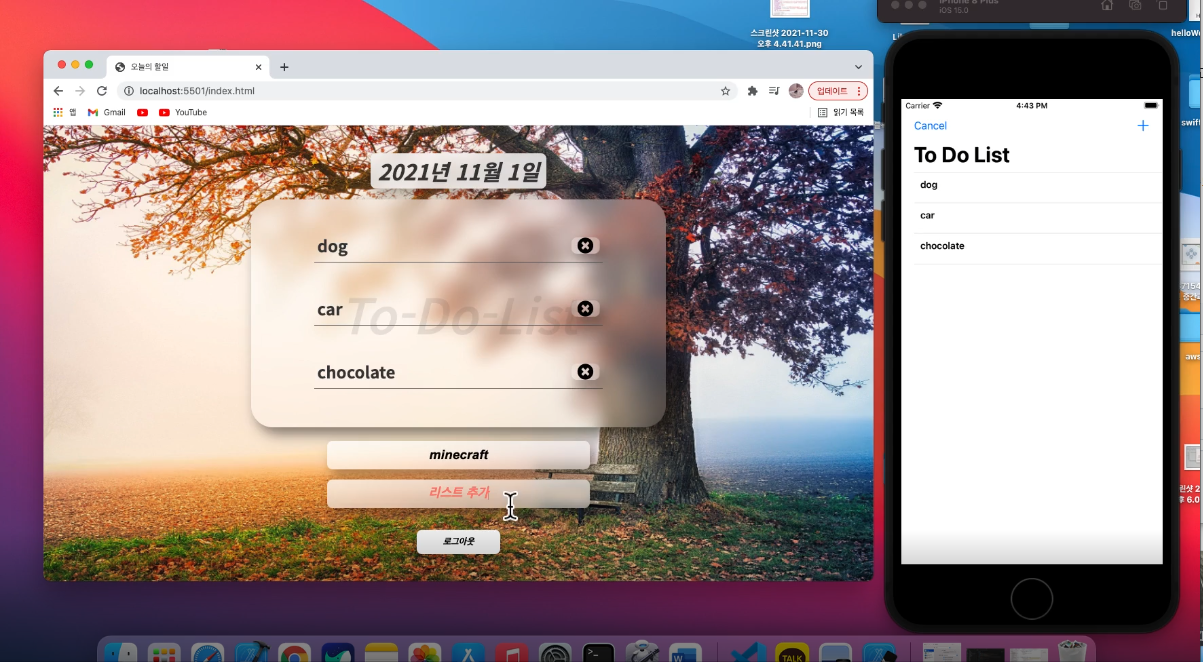 스크린샷 2021-11-30
오후 4.41.41.png
iPhone 8 Plus
iOS 15.0
helloWo
오늘의 할일
localhost:5501/index.html
업데이트
앱 Gmail YouTube
읽기 목록
2021년 11월 1일
To-Do-List
dog
car
chocolate
minecraft
리스트 추가
로그아웃
Carrier 4:43 PM
Cancel
To Do List
dog
car
chocolate
swift
aws
TALK